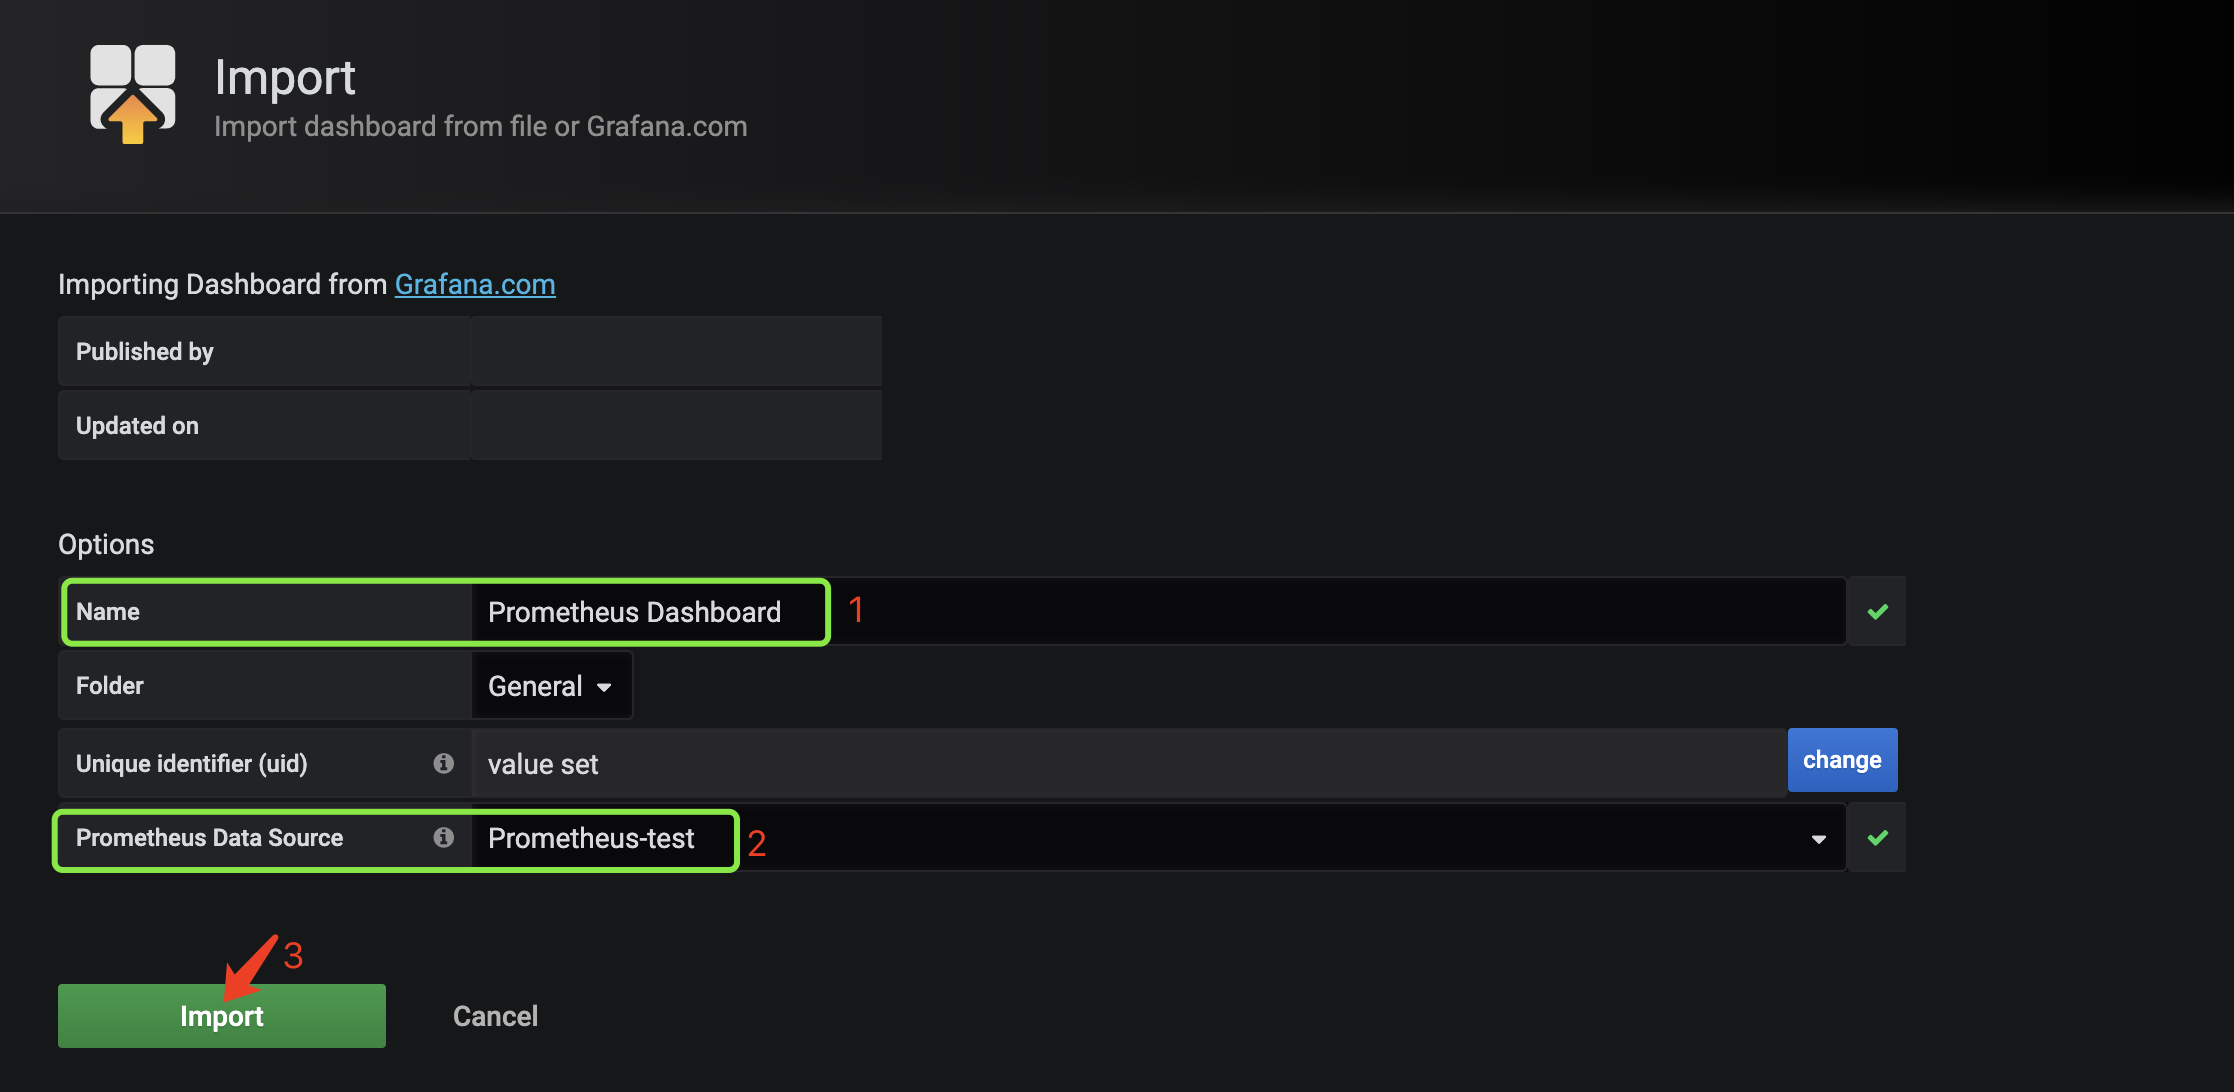 Import
Import dashboard from file or Grafana.com
Importing Dashboard from Grafana.com
Published by
Updated on
Options
Name Prometheus Dashboard 1
Folder General
Unique identifier (uid) value set change
Prometheus Data Source Prometheus-test 2
3
Import Cancel